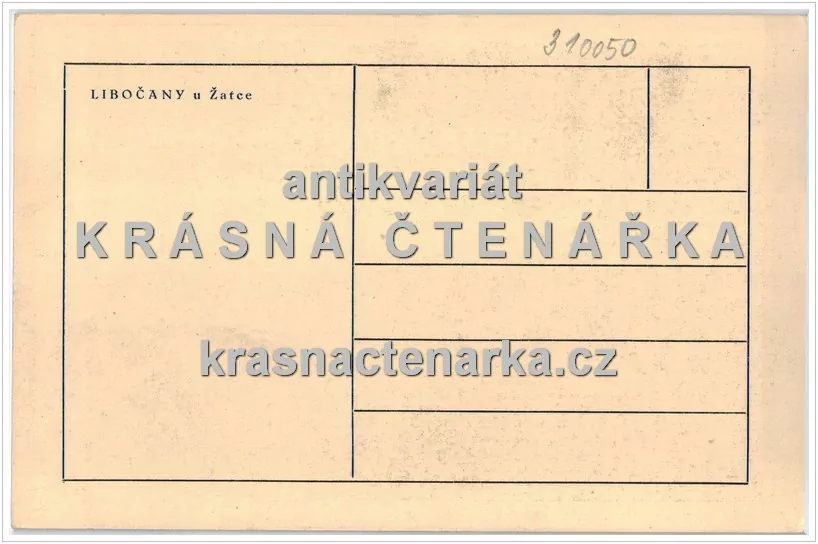 310050
LIBOČANY u Žatce
antikvariát
KRÁSNÁ ČTENÁŘKA
krasnactenarka.cz